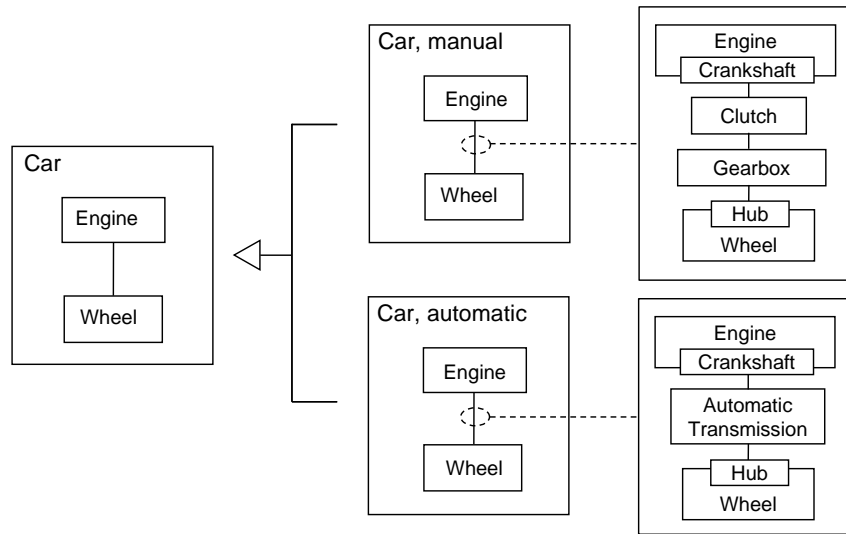 Car
Engine
Wheel
Car, manual
Engine
Wheel
Engine
Crankshaft
Clutch
Gearbox
Hub
Wheel
Car, automatic
Engine
Wheel
Engine
Crankshaft
Automatic
Transmission
Hub
Wheel